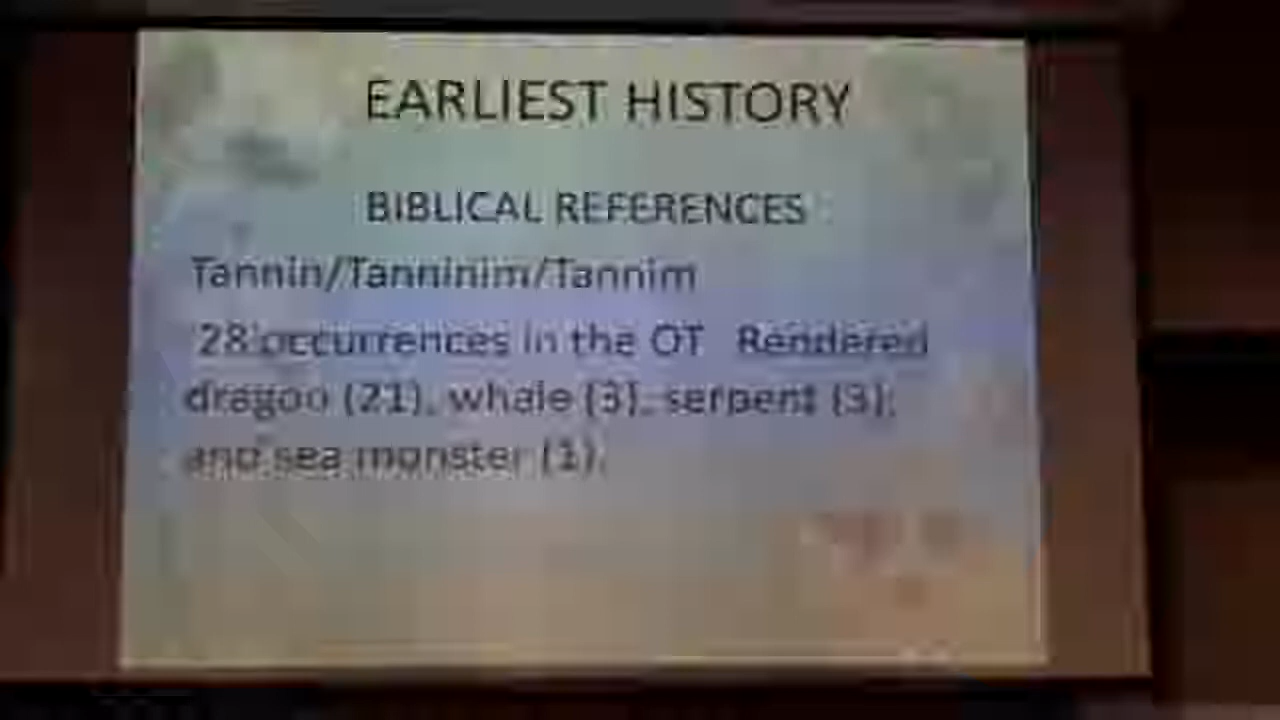 EARLIEST HISTORY
BIBLICAL REFERENCES
Tannin/Tanninim/Tannim
28 occurrences in the OT Rendered
dragon (21), whale (3), serpent (3);
and sea monster (1).